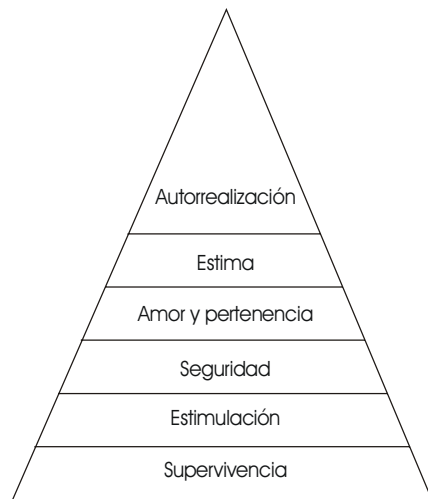 Autorrealización
Estima
Amor y pertenencia
Seguridad
Estimulación
Supervivencia